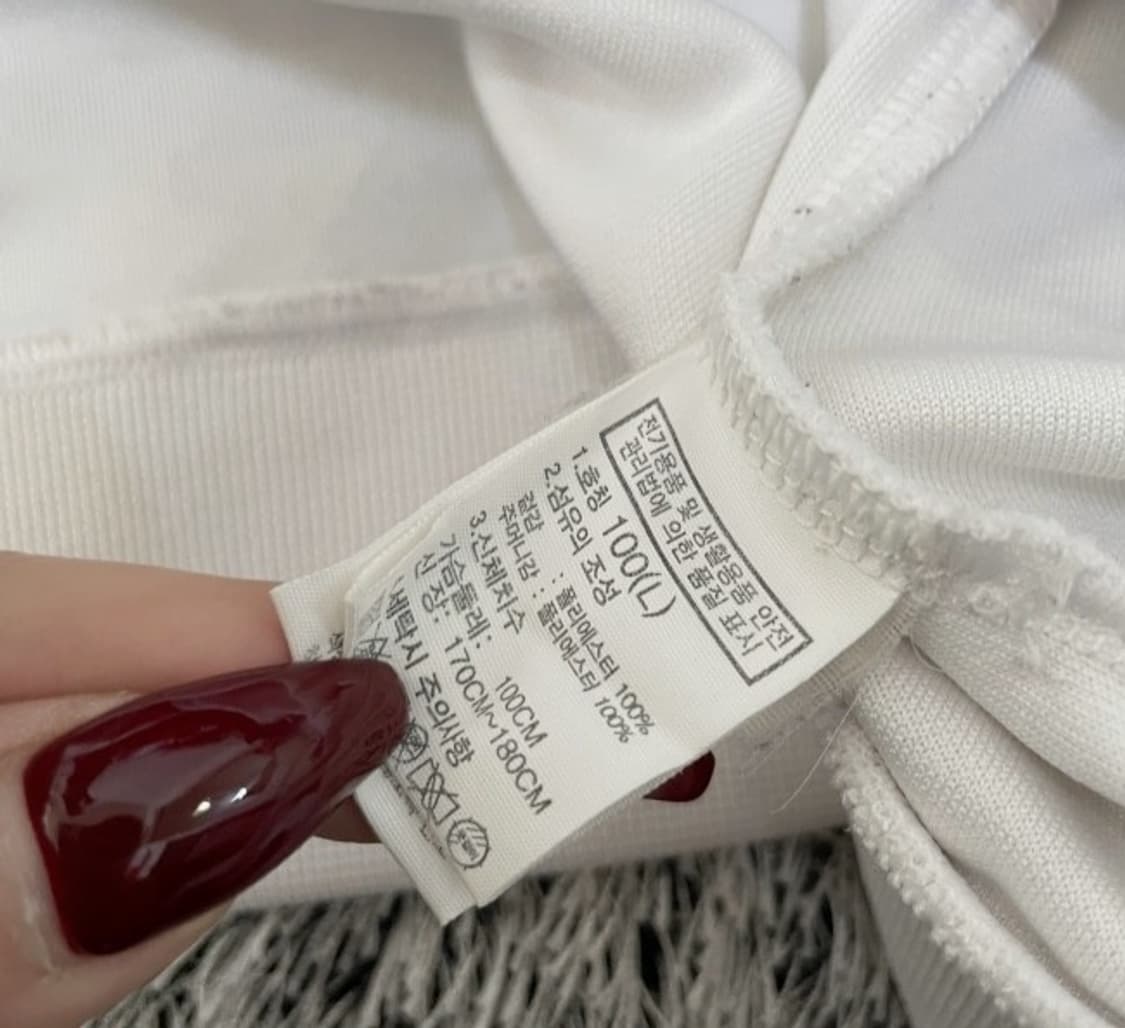 전기용품 및 생활용품 안전
관리법에 의한 품질 표시
1.호칭 100(L)
2.섬유의 조성
겉감 : 폴리에스터 100%
주머니감 : 폴리에스터 100%
3.신체치수
가슴둘레: 100CM
신 장: 170CM~180CM
세탁시 주의사항